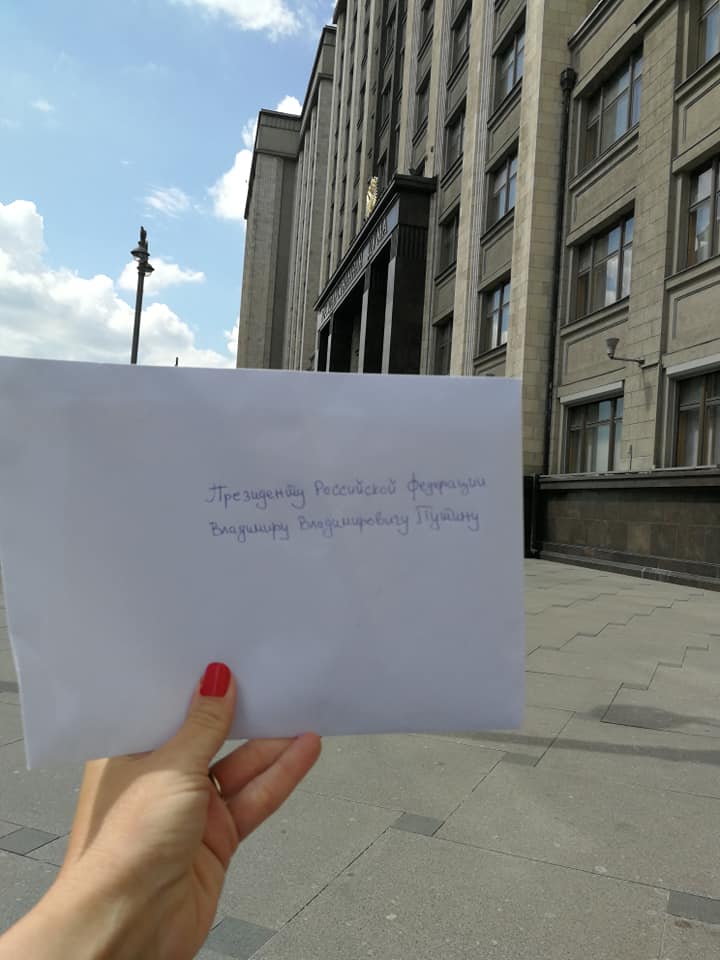 Президенту Российской Федерации
Владимиру Владимировичу Путину